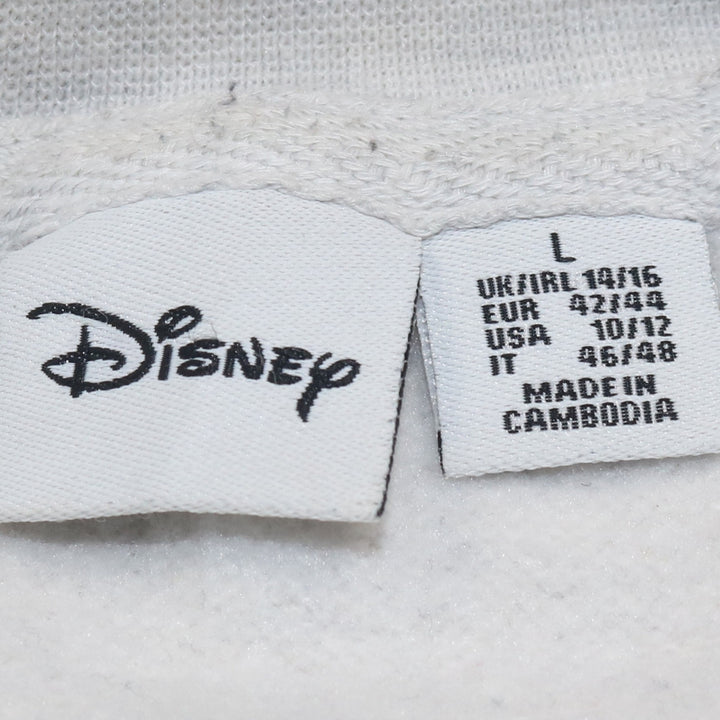 Disney
L
UK/IRL 14/16
EUR 42/44
USA 10/12
IT 46/48
MADE IN
CAMBODIA